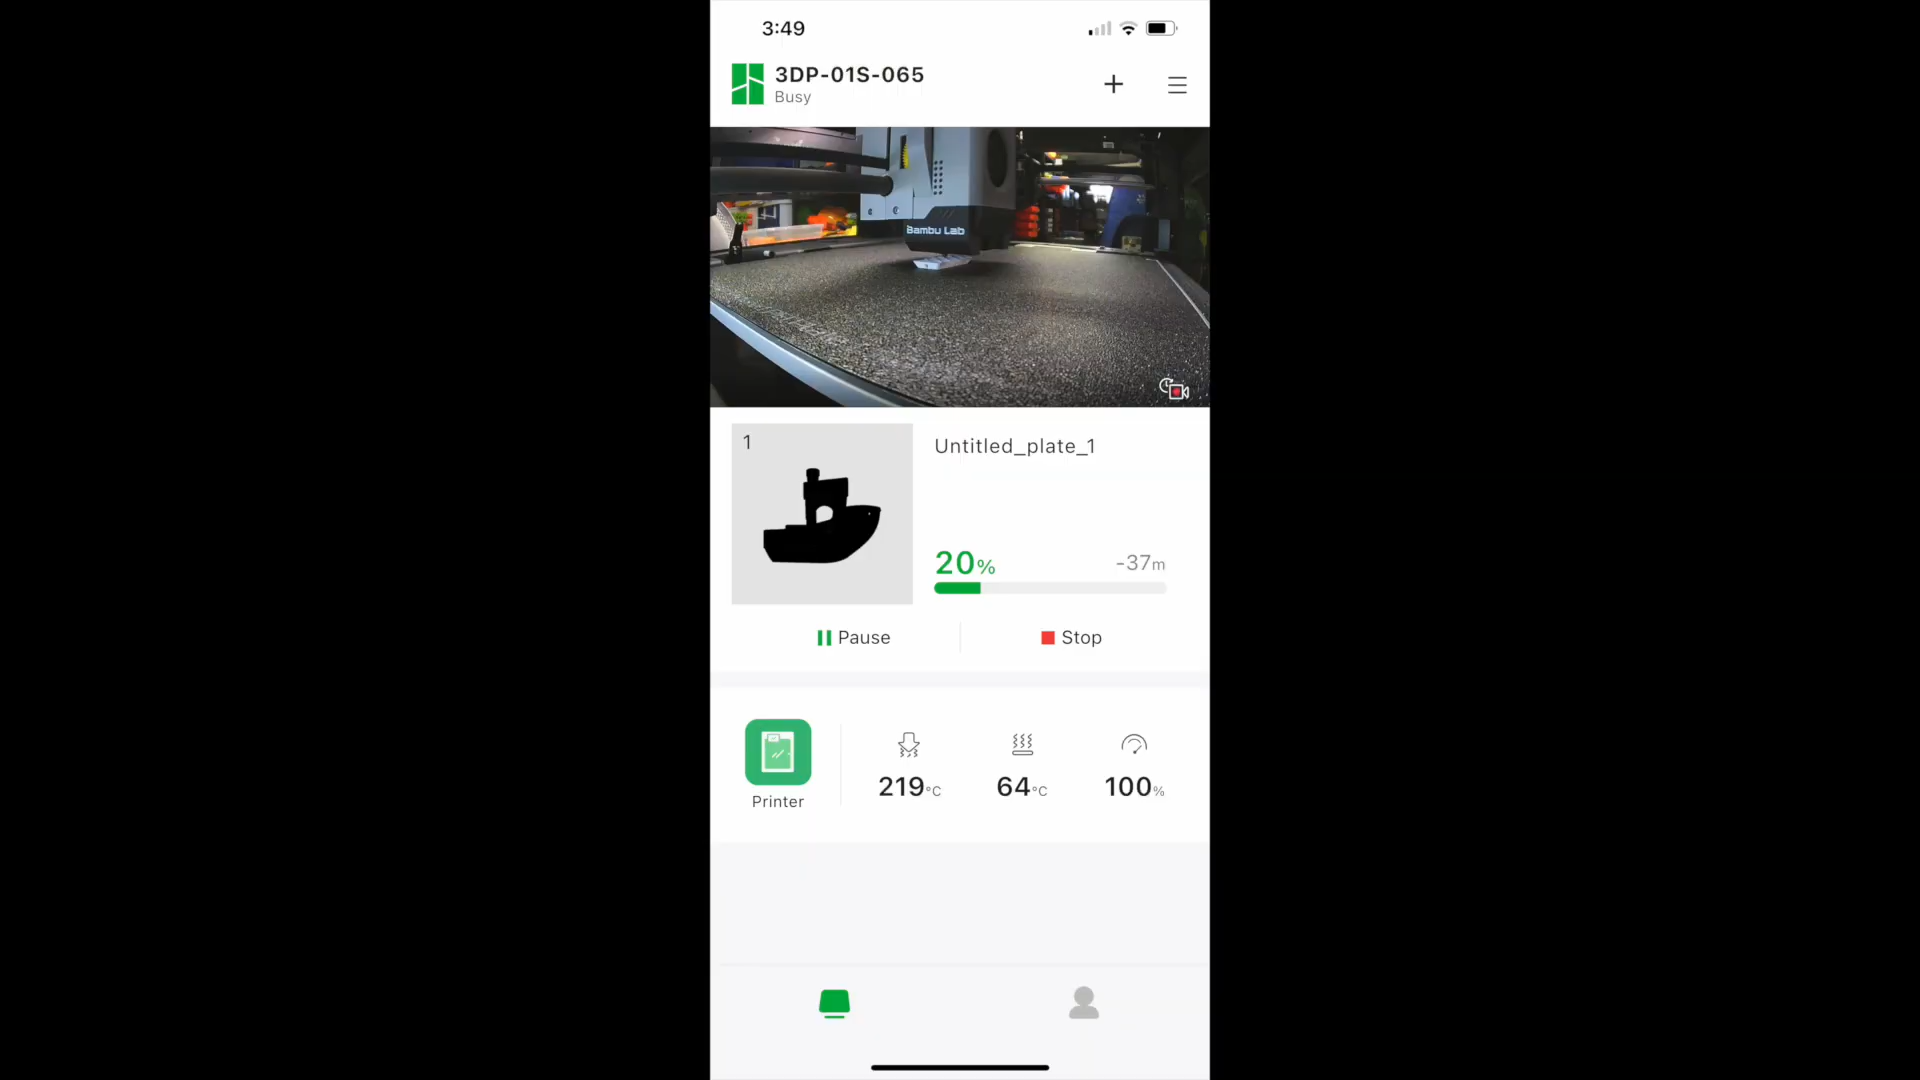 3:49
3DP-01S-065
Busy
Bambu Lab
1
Untitled_plate_1
20%
-37m
Pause
Stop
Printer
219°C
64°C
100%